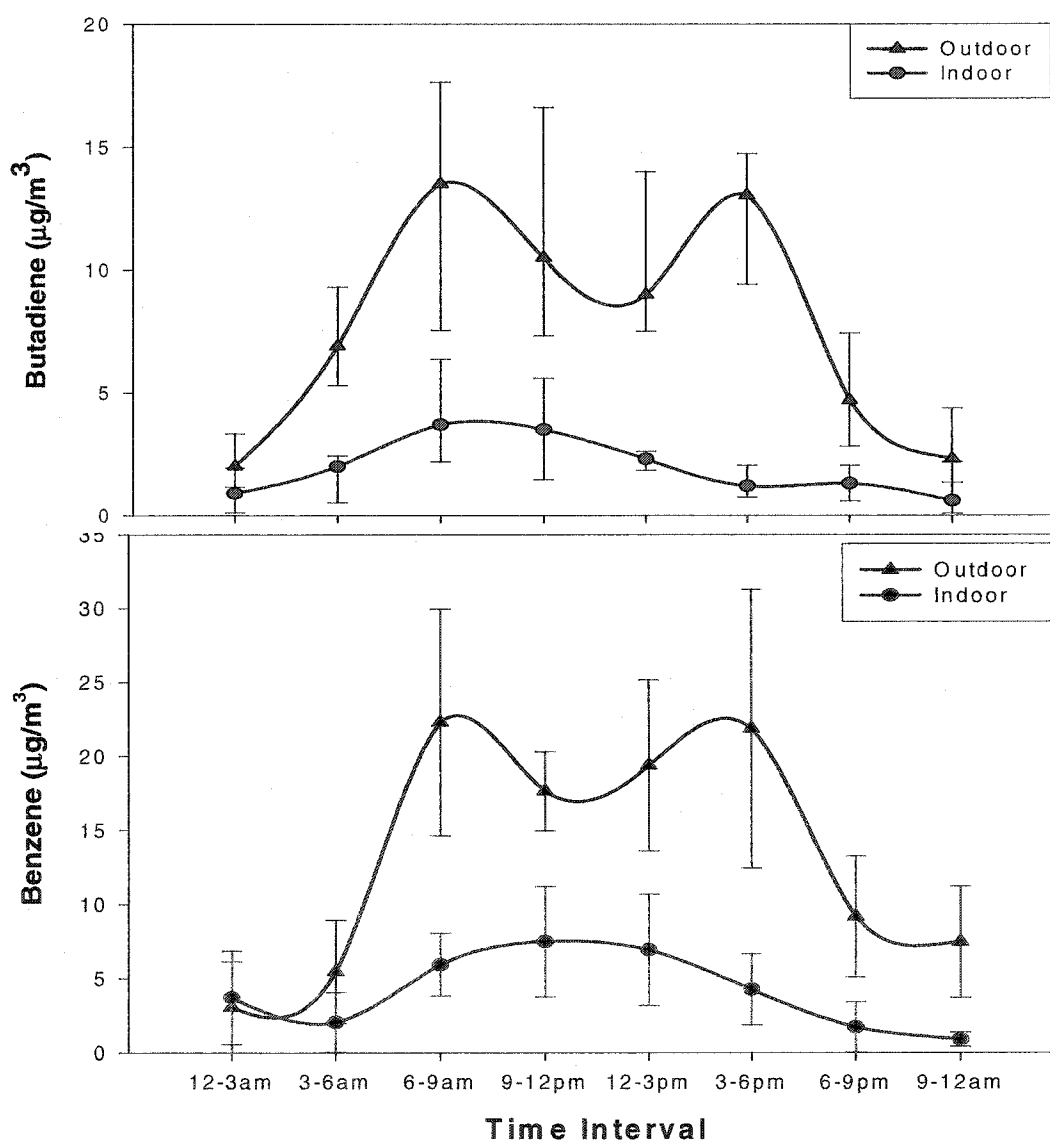 20
15
10
5
0
Butadiene (μg/m³)
Outdoor
Indoor
35
30
25
20
15
10
5
0
Benzene (μg/m³)
Outdoor
Indoor
12-3am 3-6am 6-9am 9-12pm 12-3pm 3-6pm 6-9pm 9-12am
Time Interval